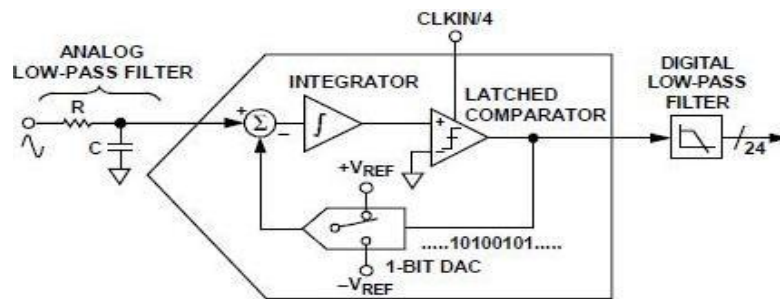 CLKIN/4
ANALOG
LOW-PASS FILTER
R
C
+
Σ
−
INTEGRATOR
∫
+
−
LATCHED
COMPARATOR
DIGITAL
LOW-PASS
FILTER
24
+VREF
.....10100101.....
1-BIT DAC
−VREF